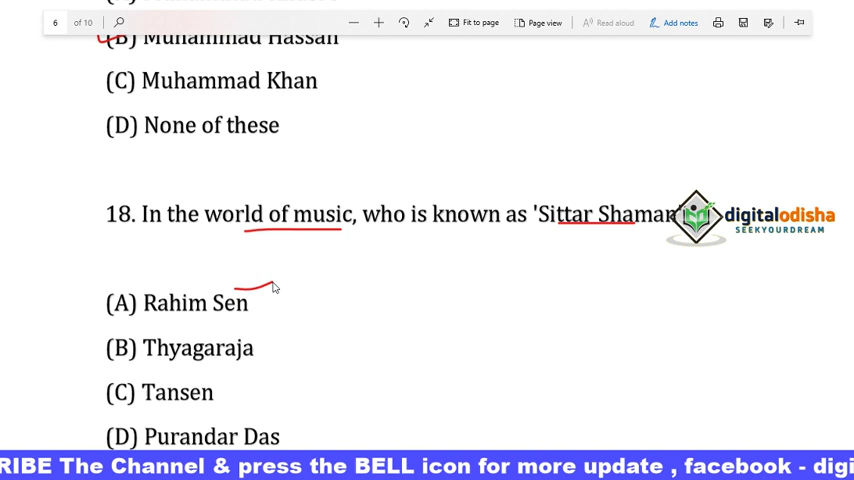 6 of 10 Fit to page Page view Read aloud Add notes
(B) Muhammad Hassan
(C) Muhammad Khan
(D) None of these
18. In the world of music, who is known as 'Sittar Shaman
digitalodisha
SEEKYOURDREAM
(A) Rahim Sen
(B) Thyagaraja
(C) Tansen
(D) Purandar Das
RIBE The Channel & press the BELL icon for more update , facebook - digi